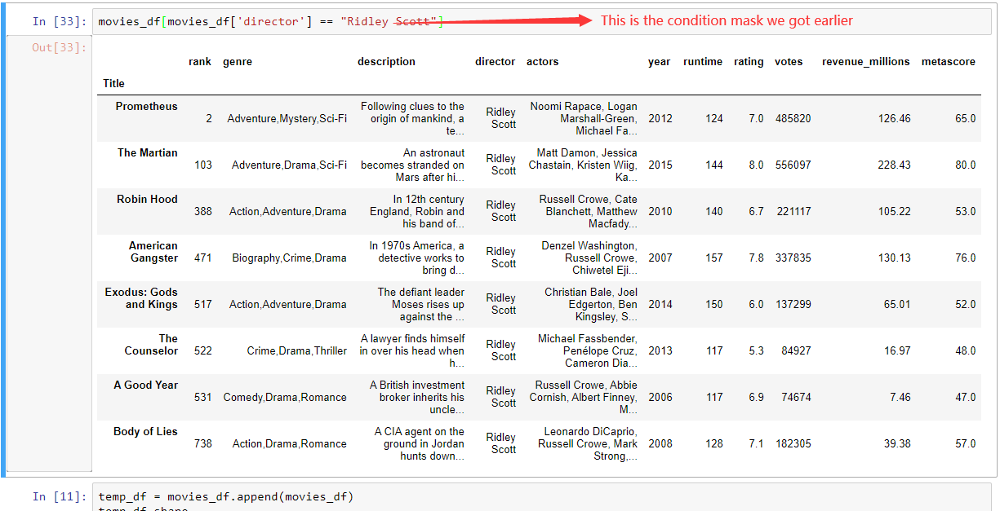 In [33]: movies_df[movies_df['director'] == "Ridley Scott"] This is the condition mask we got earlier
Out[33]:
rank genre description director actors year runtime rating votes revenue_millions metascore
Title
Prometheus 2 Adventure,Mystery,Sci-Fi Following clues to the origin of mankind, a te... Ridley Scott Noomi Rapace, Logan Marshall-Green, Michael Fa... 2012 124 7.0 485820 126.46 65.0
The Martian 103 Adventure,Drama,Sci-Fi An astronaut becomes stranded on Mars after hi... Ridley Scott Matt Damon, Jessica Chastain, Kristen Wiig, Ka... 2015 144 8.0 556097 228.43 80.0
Robin Hood 388 Action,Adventure,Drama In 12th century England, Robin and his band of... Ridley Scott Russell Crowe, Cate Blanchett, Matthew Macfady... 2010 140 6.7 221117 105.22 53.0
American Gangster 471 Biography,Crime,Drama In 1970s America, a detective works to bring d... Ridley Scott Denzel Washington, Russell Crowe, Chiwetel Eji... 2007 157 7.8 337835 130.13 76.0
Exodus: Gods and Kings 517 Action,Adventure,Drama The defiant leader Moses rises up against the ... Ridley Scott Christian Bale, Joel Edgerton, Ben Kingsley, S... 2014 150 6.0 137299 65.01 52.0
The Counselor 522 Crime,Drama,Thriller A lawyer finds himself in over his head when h... Ridley Scott Michael Fassbender, Penélope Cruz, Cameron Dia... 2013 117 5.3 84927 16.97 48.0
A Good Year 531 Comedy,Drama,Romance A British investment broker inherits his uncle... Ridley Scott Russell Crowe, Abbie Cornish, Albert Finney, M... 2006 117 6.9 74674 7.46 47.0
Body of Lies 738 Action,Drama,Romance A CIA agent on the ground in Jordan hunts down... Ridley Scott Leonardo DiCaprio, Russell Crowe, Mark Strong,... 2008 128 7.1 182305 39.38 57.0
In [11]: temp_df = movies_df.append(movies_df)
temp_df.shape